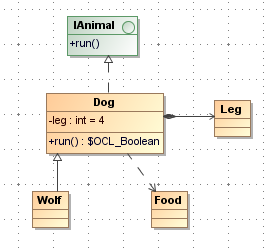 IAnimal
+run()
Dog
-leg : int = 4
+run() : $OCL_Boolean
Leg
Wolf
Food